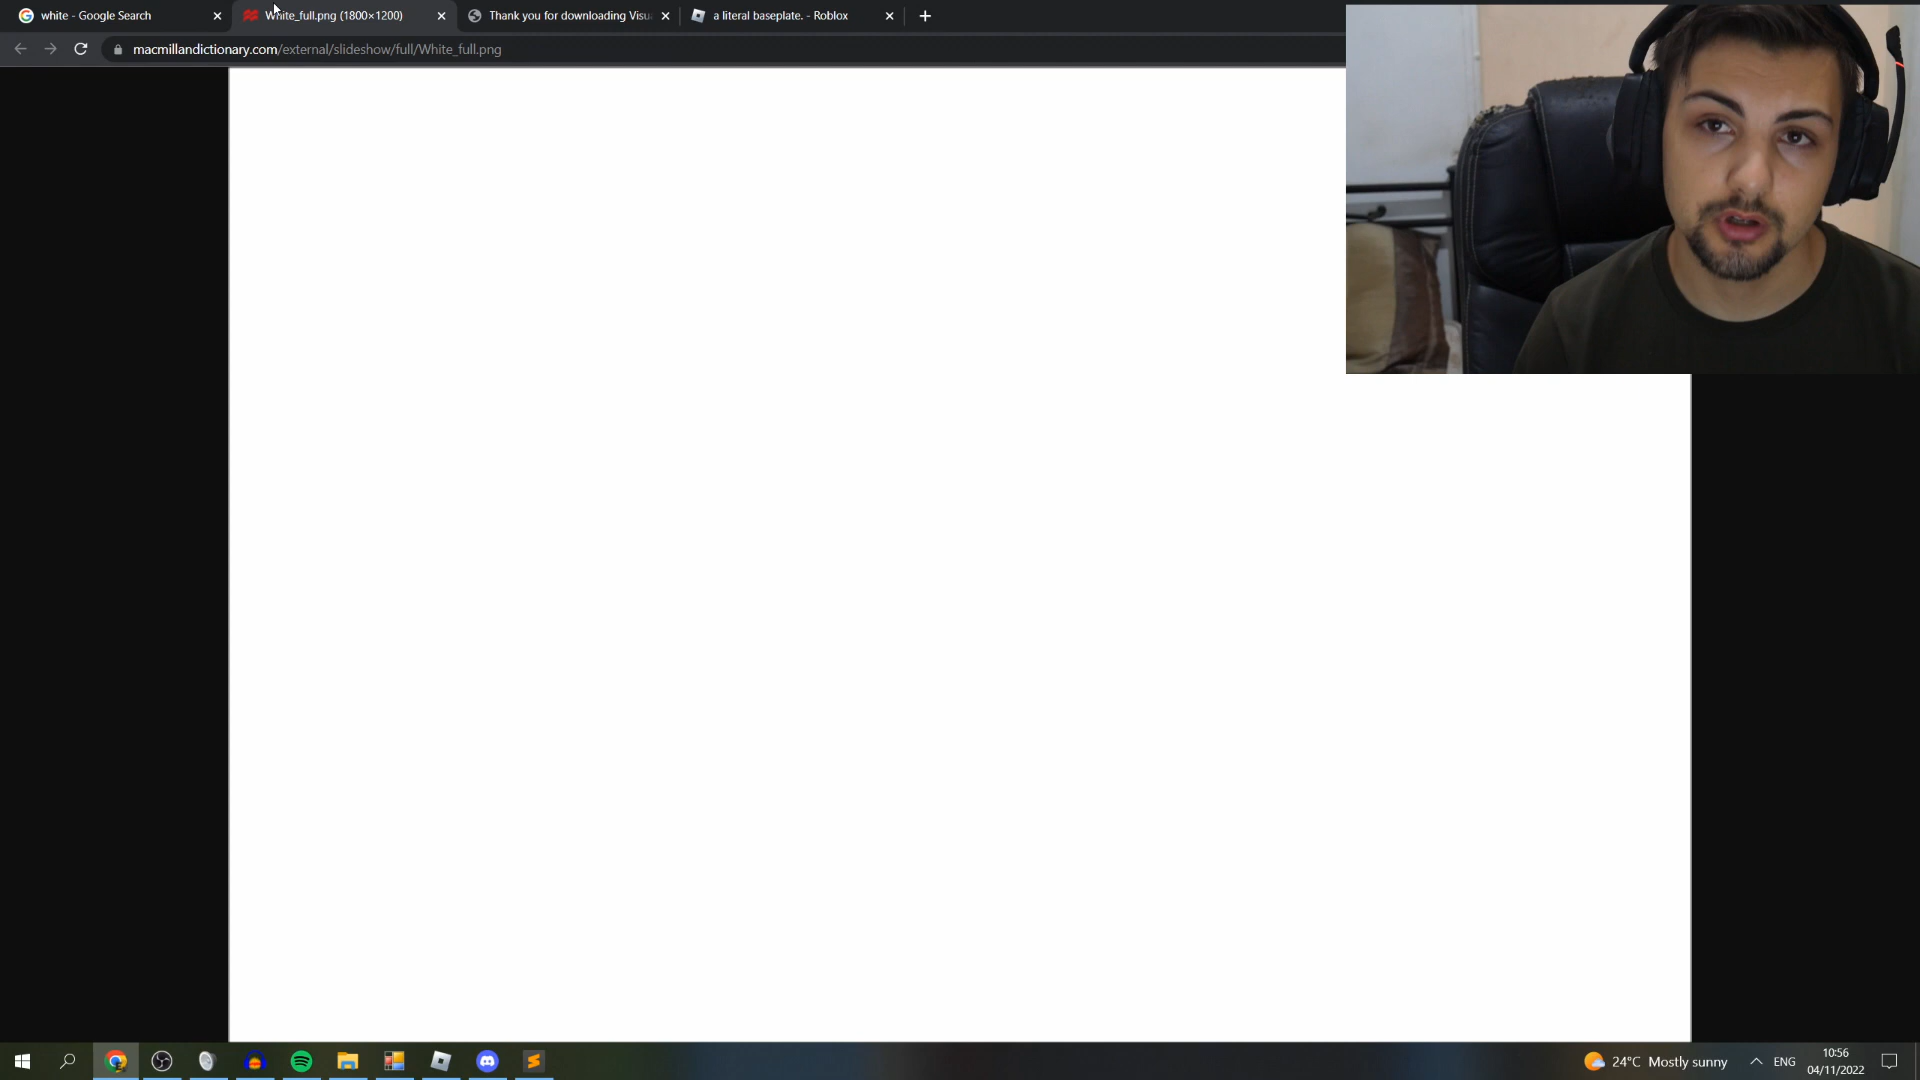 white - Google Search
White_full.png (1800×1200)
Thank you for downloading Visu
a literal baseplate. - Roblox
macmillandictionary.com/external/slideshow/full/White_full.png
24°C Mostly sunny
ENG
10:56
04/11/2022